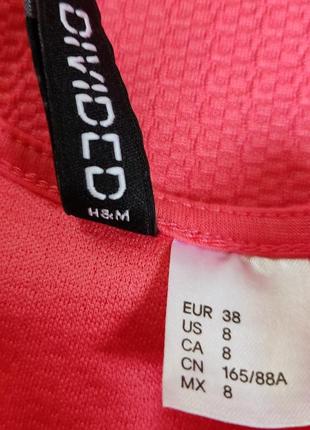 DIVIDED
H&M
EUR 38
US 8
CA 8
CN 165/88A
MX 8